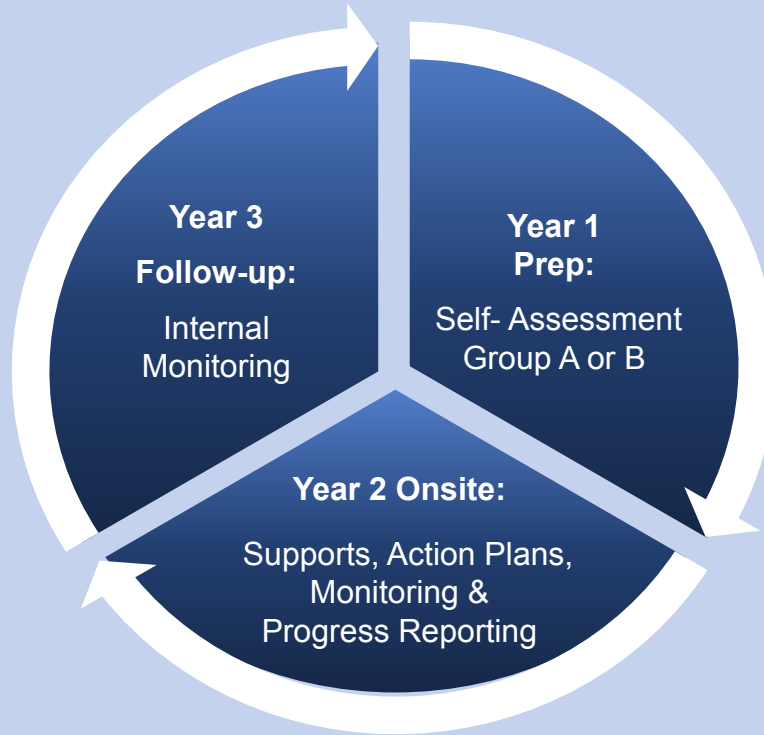 Year 3
Follow-up:
Internal
Monitoring
Year 1
Prep:
Self- Assessment
Group A or B
Year 2 Onsite:
Supports, Action Plans,
Monitoring &
Progress Reporting